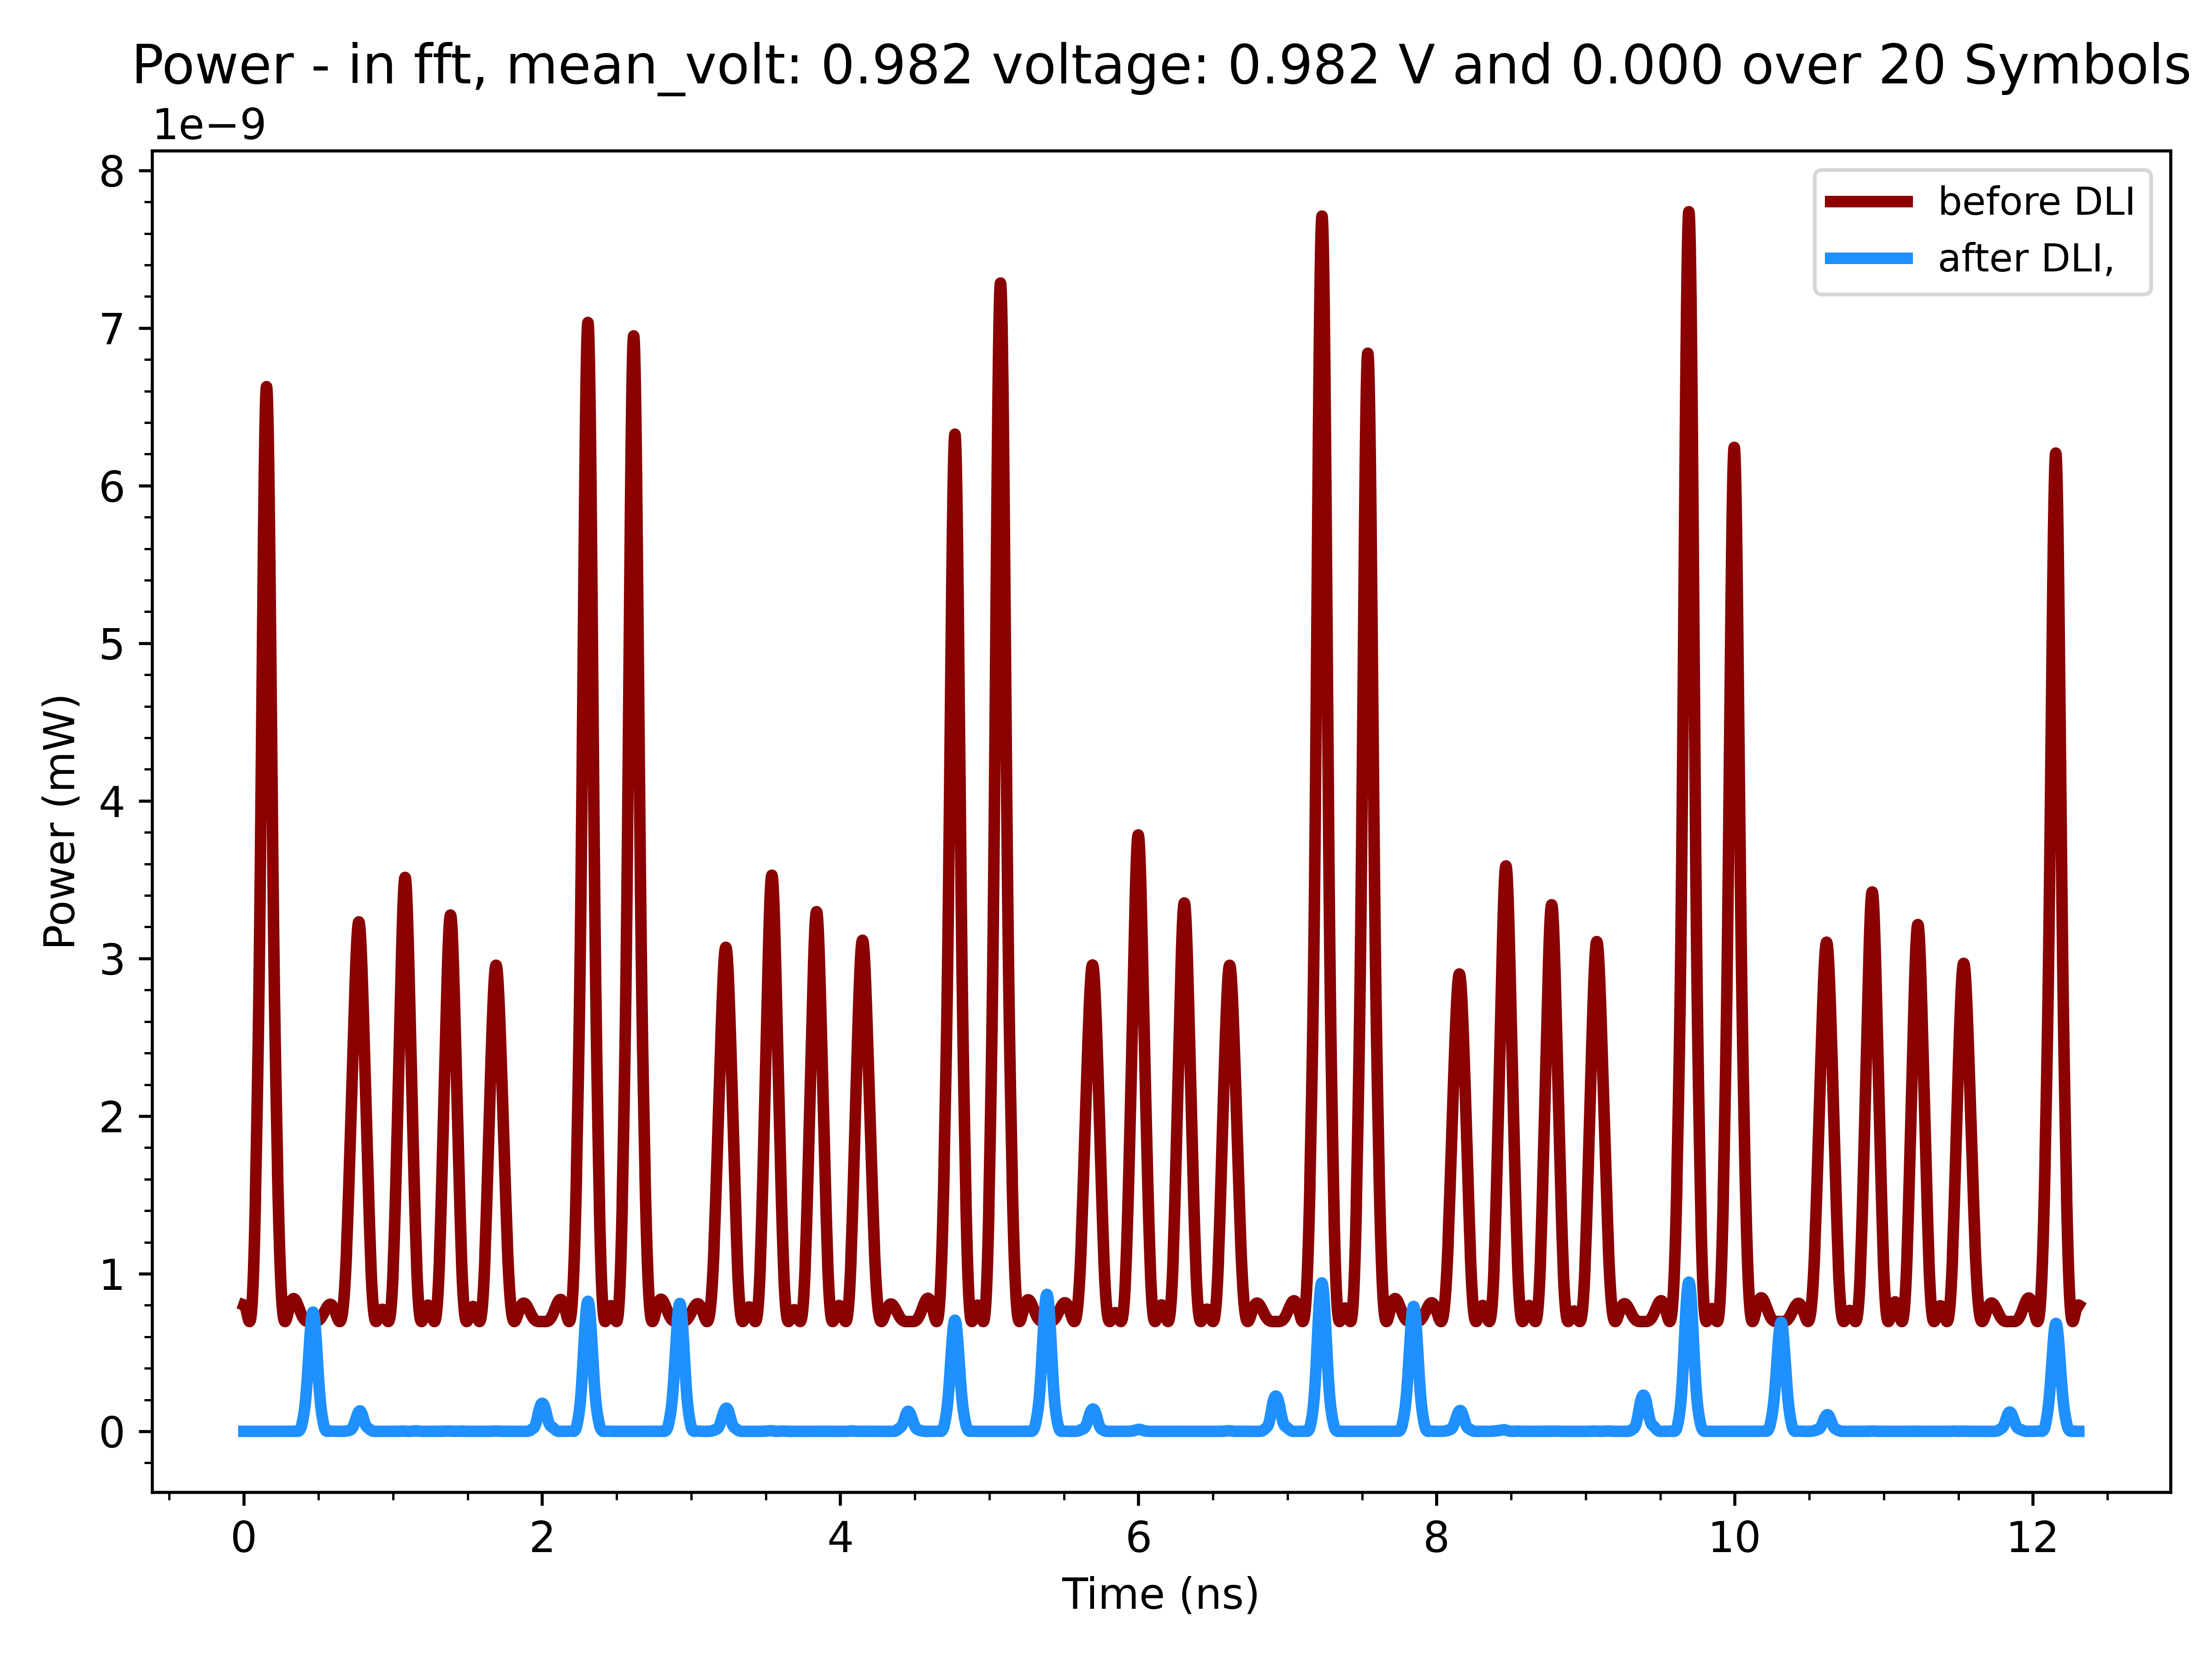 Power - in fft, mean_volt: 0.982 voltage: 0.982 V and 0.000 over 20 Symbols
1e−9
8
7
6
5
4
3
2
1
0
Power (mW)
before DLI
after DLI,
0 2 4 6 8 10 12
Time (ns)